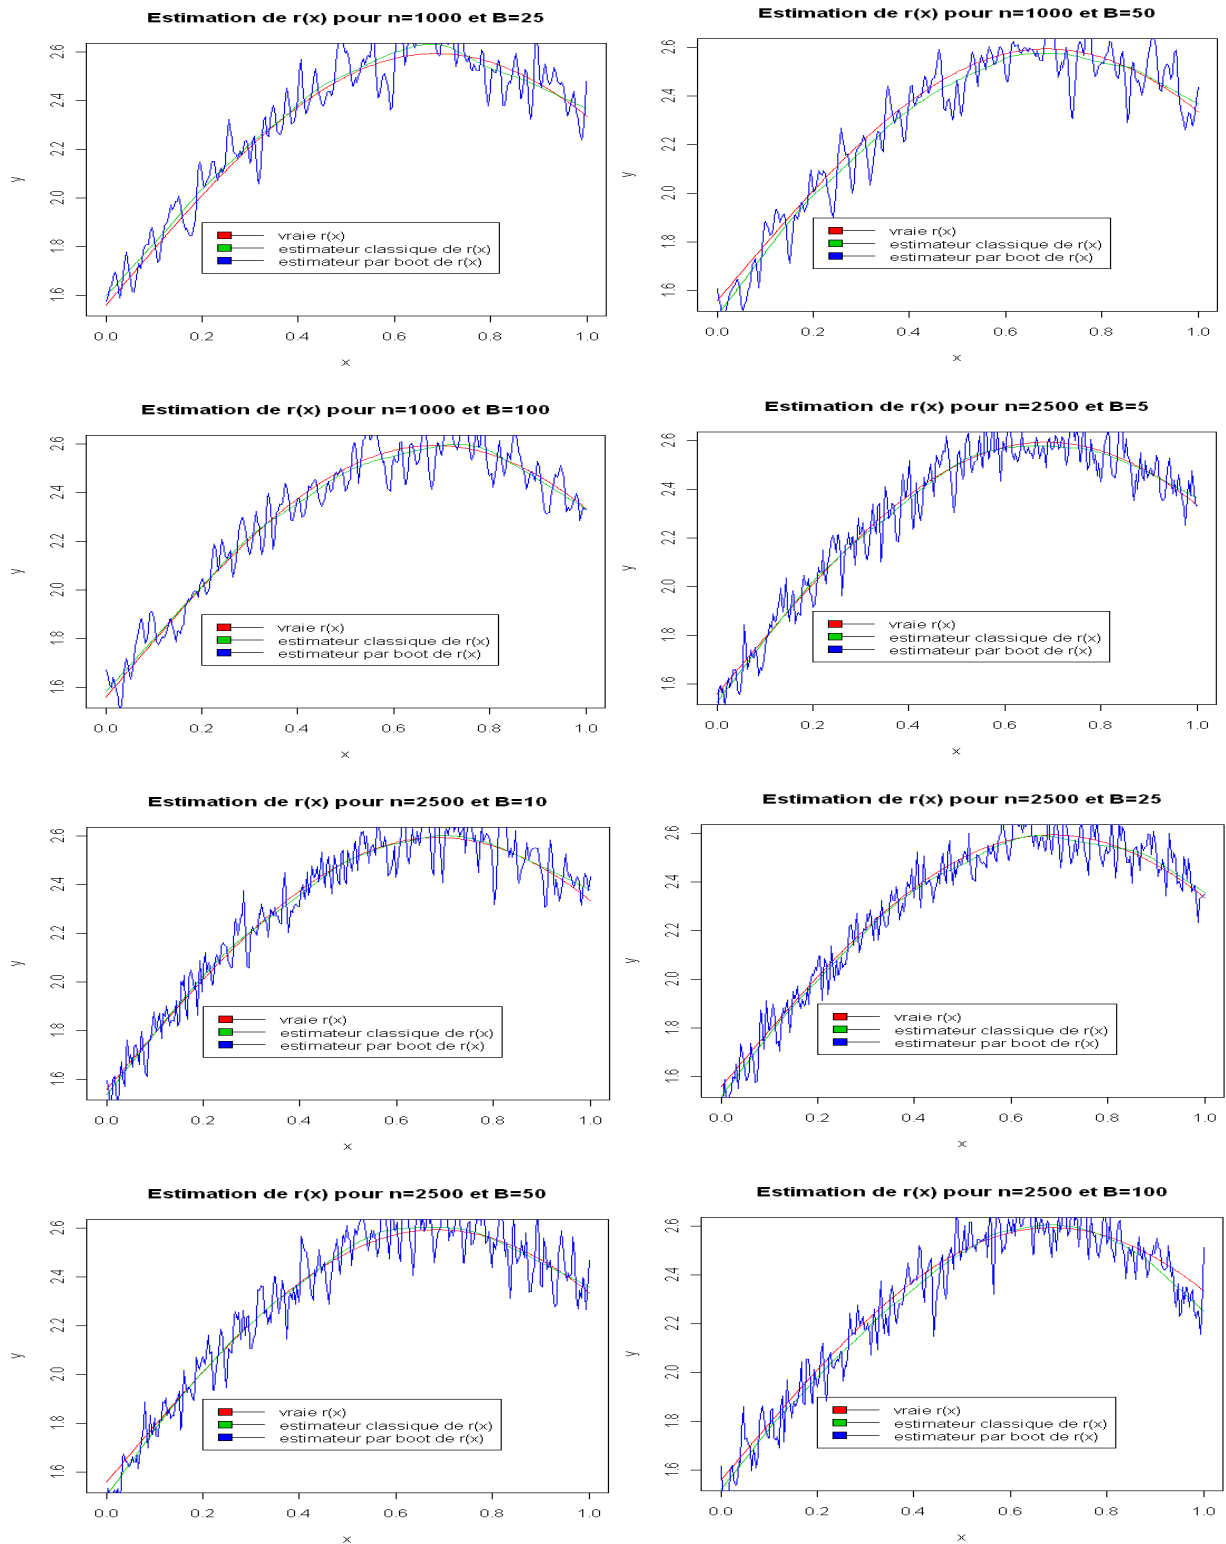 Estimation de r(x) pour n=1000 et B=25
y
2.6
2.4
2.2
2.0
1.8
1.6
vraie r(x)
estimateur classique de r(x)
estimateur par boot de r(x)
0.0 0.2 0.4 0.6 0.8 1.0
x
Estimation de r(x) pour n=1000 et B=50
y
2.6
2.4
2.2
2.0
1.8
1.6
vraie r(x)
estimateur classique de r(x)
estimateur par boot de r(x)
0.0 0.2 0.4 0.6 0.8 1.0
x
Estimation de r(x) pour n=1000 et B=100
y
2.6
2.4
2.2
2.0
1.8
1.6
vraie r(x)
estimateur classique de r(x)
estimateur par boot de r(x)
0.0 0.2 0.4 0.6 0.8 1.0
x
Estimation de r(x) pour n=2500 et B=5
y
2.6
2.4
2.2
2.0
1.8
1.6
vraie r(x)
estimateur classique de r(x)
estimateur par boot de r(x)
0.0 0.2 0.4 0.6 0.8 1.0
x
Estimation de r(x) pour n=2500 et B=10
y
2.6
2.4
2.2
2.0
1.8
1.6
vraie r(x)
estimateur classique de r(x)
estimateur par boot de r(x)
0.0 0.2 0.4 0.6 0.8 1.0
x
Estimation de r(x) pour n=2500 et B=25
y
2.6
2.4
2.2
2.0
1.8
1.6
vraie r(x)
estimateur classique de r(x)
estimateur par boot de r(x)
0.0 0.2 0.4 0.6 0.8 1.0
x
Estimation de r(x) pour n=2500 et B=50
y
2.6
2.4
2.2
2.0
1.8
1.6
vraie r(x)
estimateur classique de r(x)
estimateur par boot de r(x)
0.0 0.2 0.4 0.6 0.8 1.0
x
Estimation de r(x) pour n=2500 et B=100
y
2.6
2.4
2.2
2.0
1.8
1.6
vraie r(x)
estimateur classique de r(x)
estimateur par boot de r(x)
0.0 0.2 0.4 0.6 0.8 1.0
x